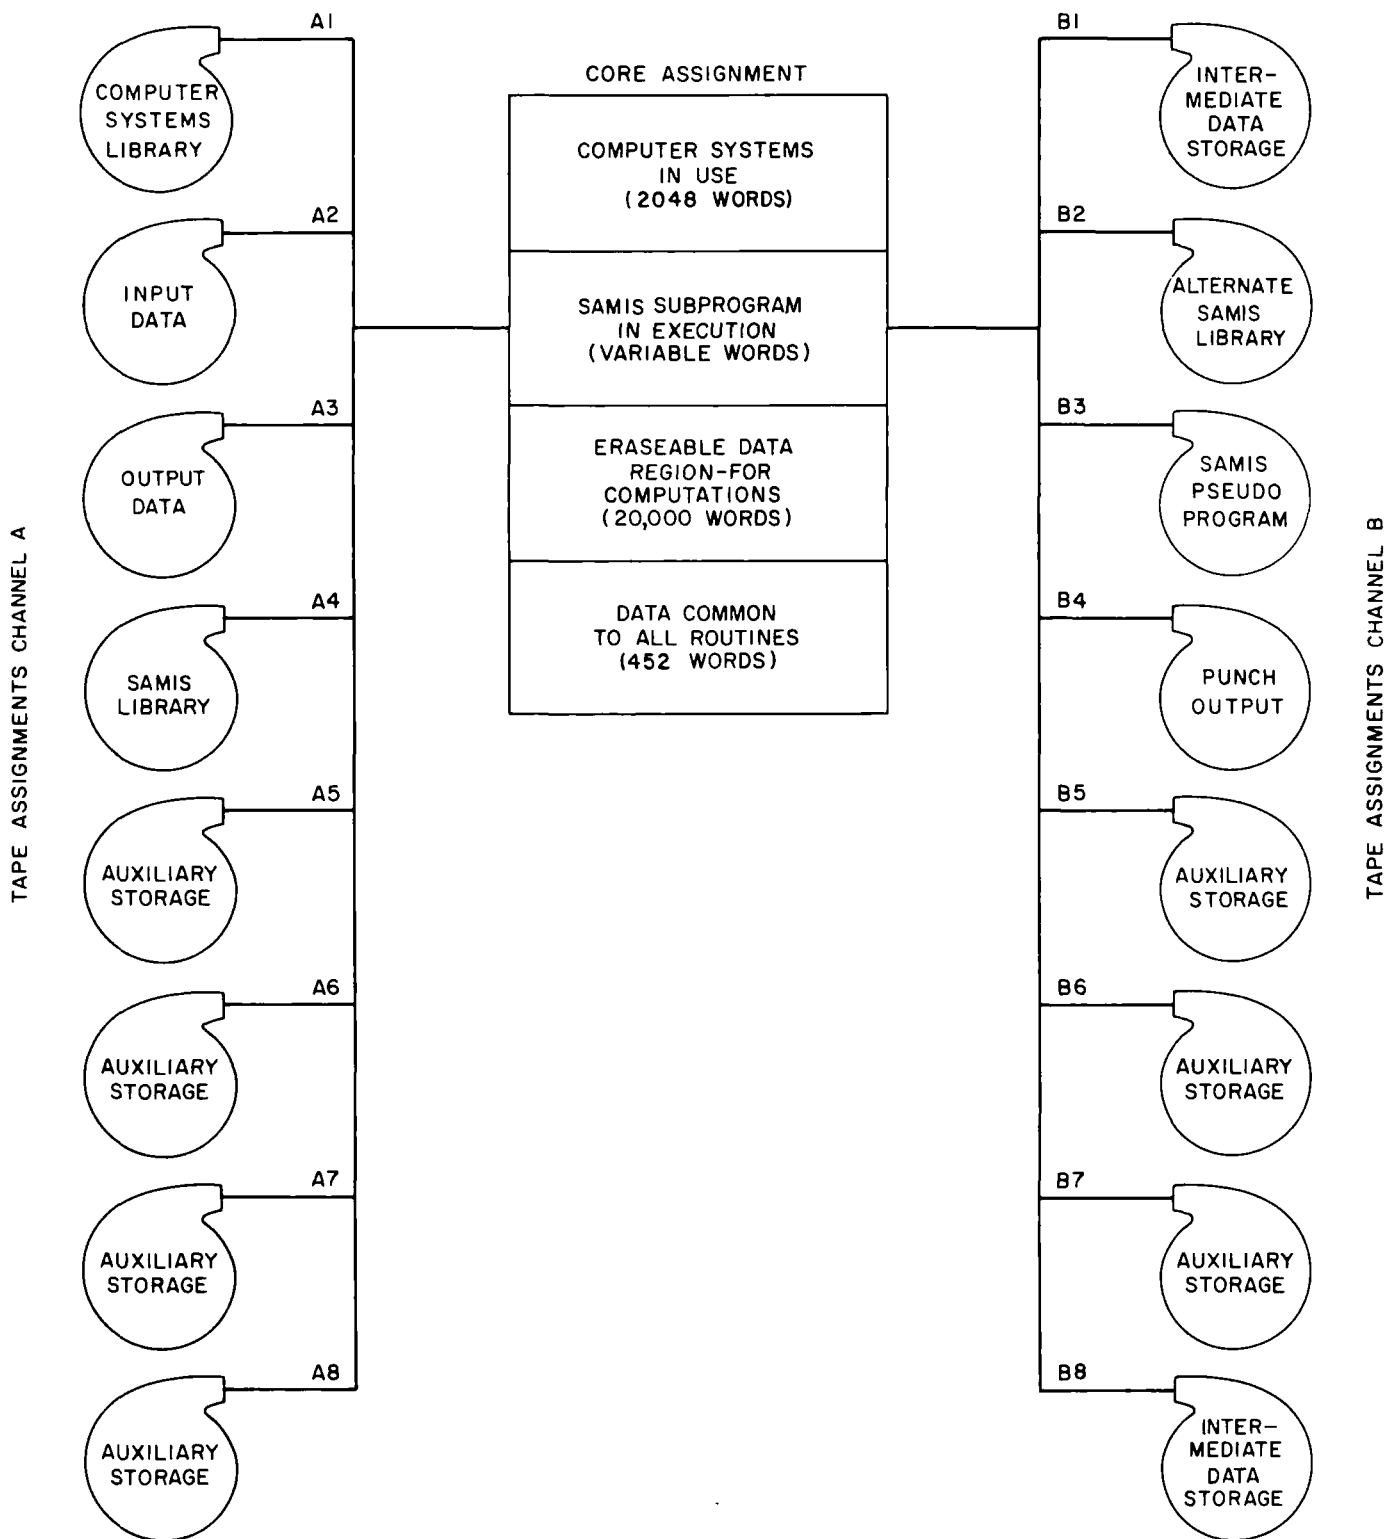 TAPE ASSIGNMENTS CHANNEL A
A1
COMPUTER
SYSTEMS
LIBRARY
A2
INPUT
DATA
A3
OUTPUT
DATA
A4
SAMIS
LIBRARY
A5
AUXILIARY
STORAGE
A6
AUXILIARY
STORAGE
A7
AUXILIARY
STORAGE
A8
AUXILIARY
STORAGE
CORE ASSIGNMENT
COMPUTER SYSTEMS
IN USE
(2048 WORDS)
SAMIS SUBPROGRAM
IN EXECUTION
(VARIABLE WORDS)
ERASEABLE DATA
REGION-FOR
COMPUTATIONS
(20,000 WORDS)
DATA COMMON
TO ALL ROUTINES
(452 WORDS)
B1
INTER-
MEDIATE
DATA
STORAGE
B2
ALTERNATE
SAMIS
LIBRARY
B3
SAMIS
PSEUDO
PROGRAM
B4
PUNCH
OUTPUT
B5
AUXILIARY
STORAGE
B6
AUXILIARY
STORAGE
B7
AUXILIARY
STORAGE
B8
INTER-
MEDIATE
DATA
STORAGE
TAPE ASSIGNMENTS CHANNEL B